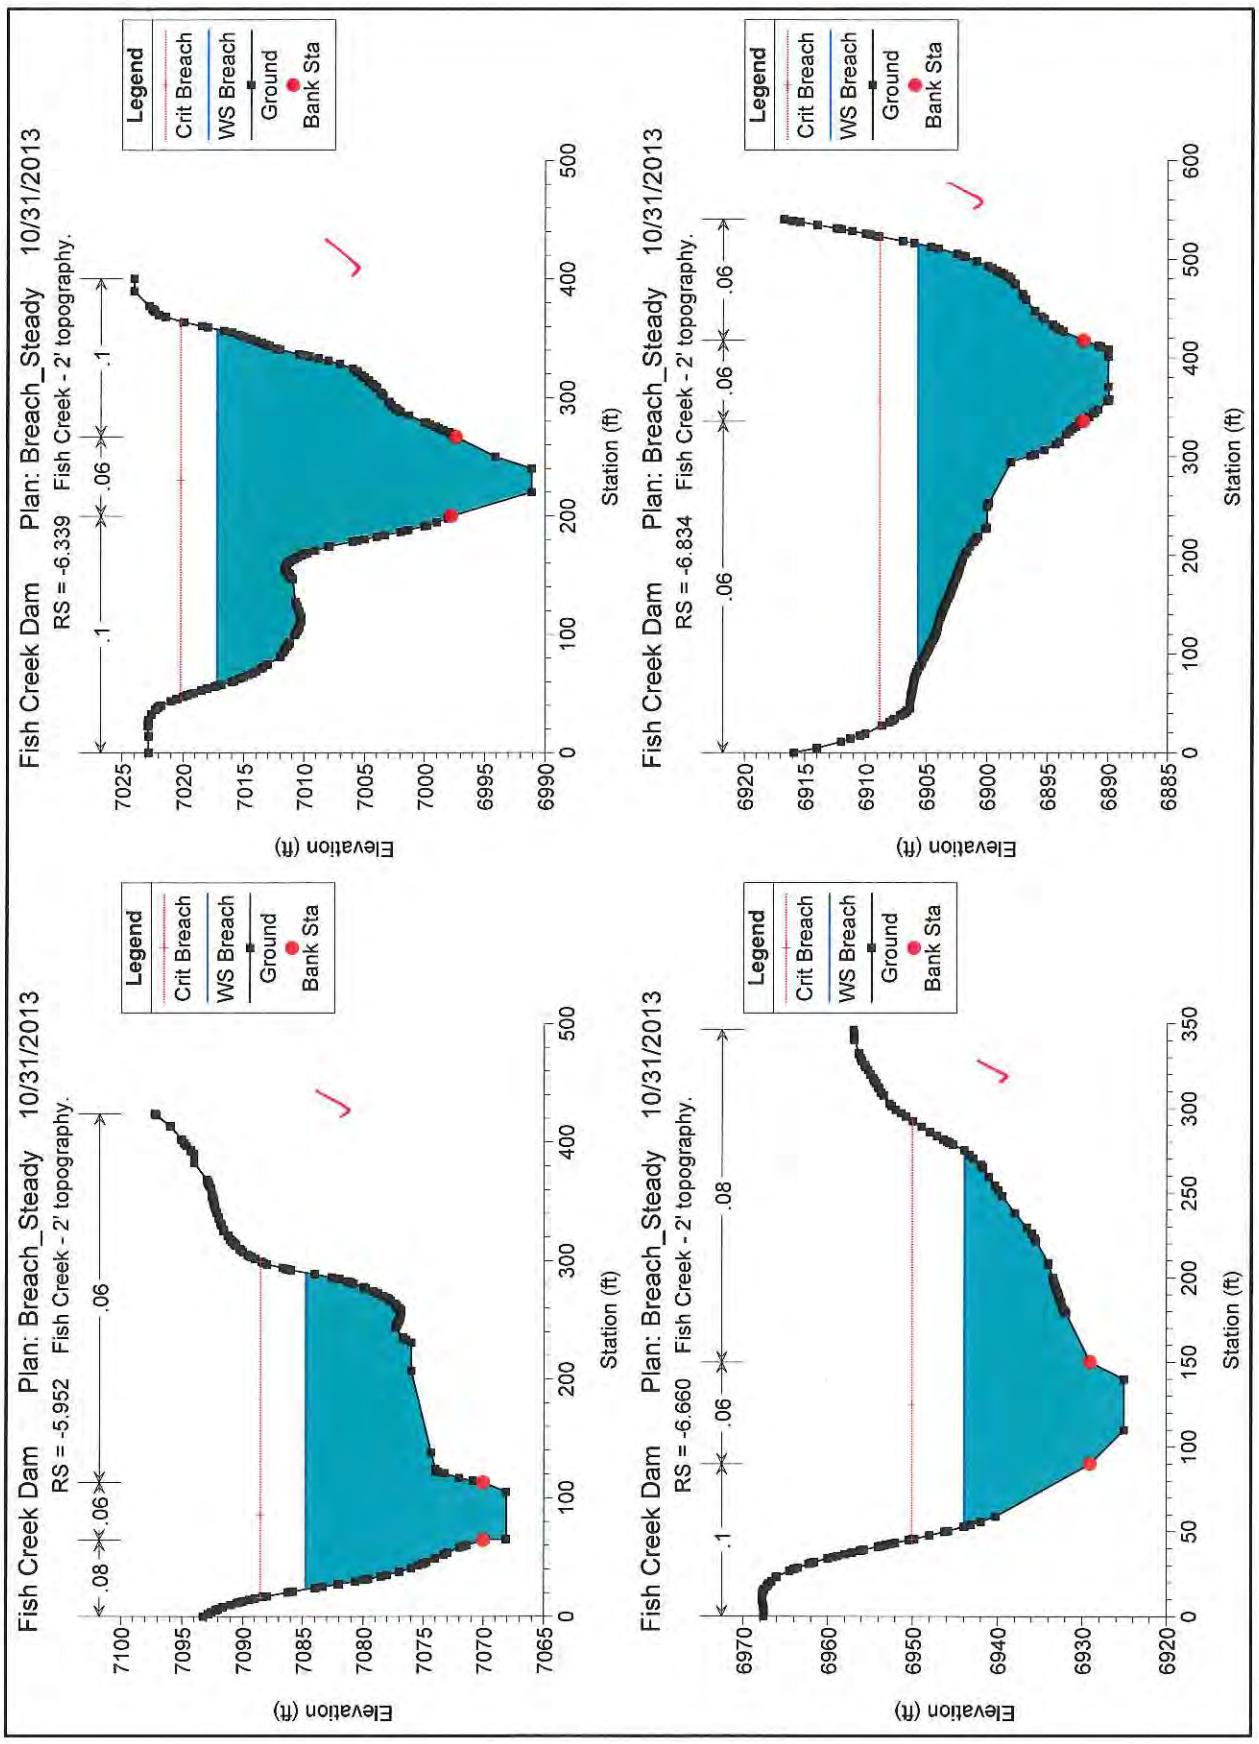 Fish Creek Dam Plan: Breach_Steady 10/31/2013
RS = -5.952 Fish Creek - 2' topography.
.08
.06
.06
Elevation (ft)
7100
7095
7090
7085
7080
7075
7070
7065
0
100
200
300
400
500
Station (ft)
Legend
Crit Breach
WS Breach
Ground
Bank Sta
Fish Creek Dam Plan: Breach_Steady 10/31/2013
RS = -6.339 Fish Creek - 2' topography.
.1
.06
.1
Elevation (ft)
7025
7020
7015
7010
7005
7000
6995
6990
0
100
200
300
400
500
Station (ft)
Legend
Crit Breach
WS Breach
Ground
Bank Sta
Fish Creek Dam Plan: Breach_Steady 10/31/2013
RS = -6.660 Fish Creek - 2' topography.
.1
.06
.08
Elevation (ft)
6970
6960
6950
6940
6930
6920
0
50
100
150
200
250
300
350
Station (ft)
Legend
Crit Breach
WS Breach
Ground
Bank Sta
Fish Creek Dam Plan: Breach_Steady 10/31/2013
RS = -6.834 Fish Creek - 2' topography.
.06
.06
.06
Elevation (ft)
6920
6915
6910
6905
6900
6895
6890
6885
0
100
200
300
400
500
600
Station (ft)
Legend
Crit Breach
WS Breach
Ground
Bank Sta